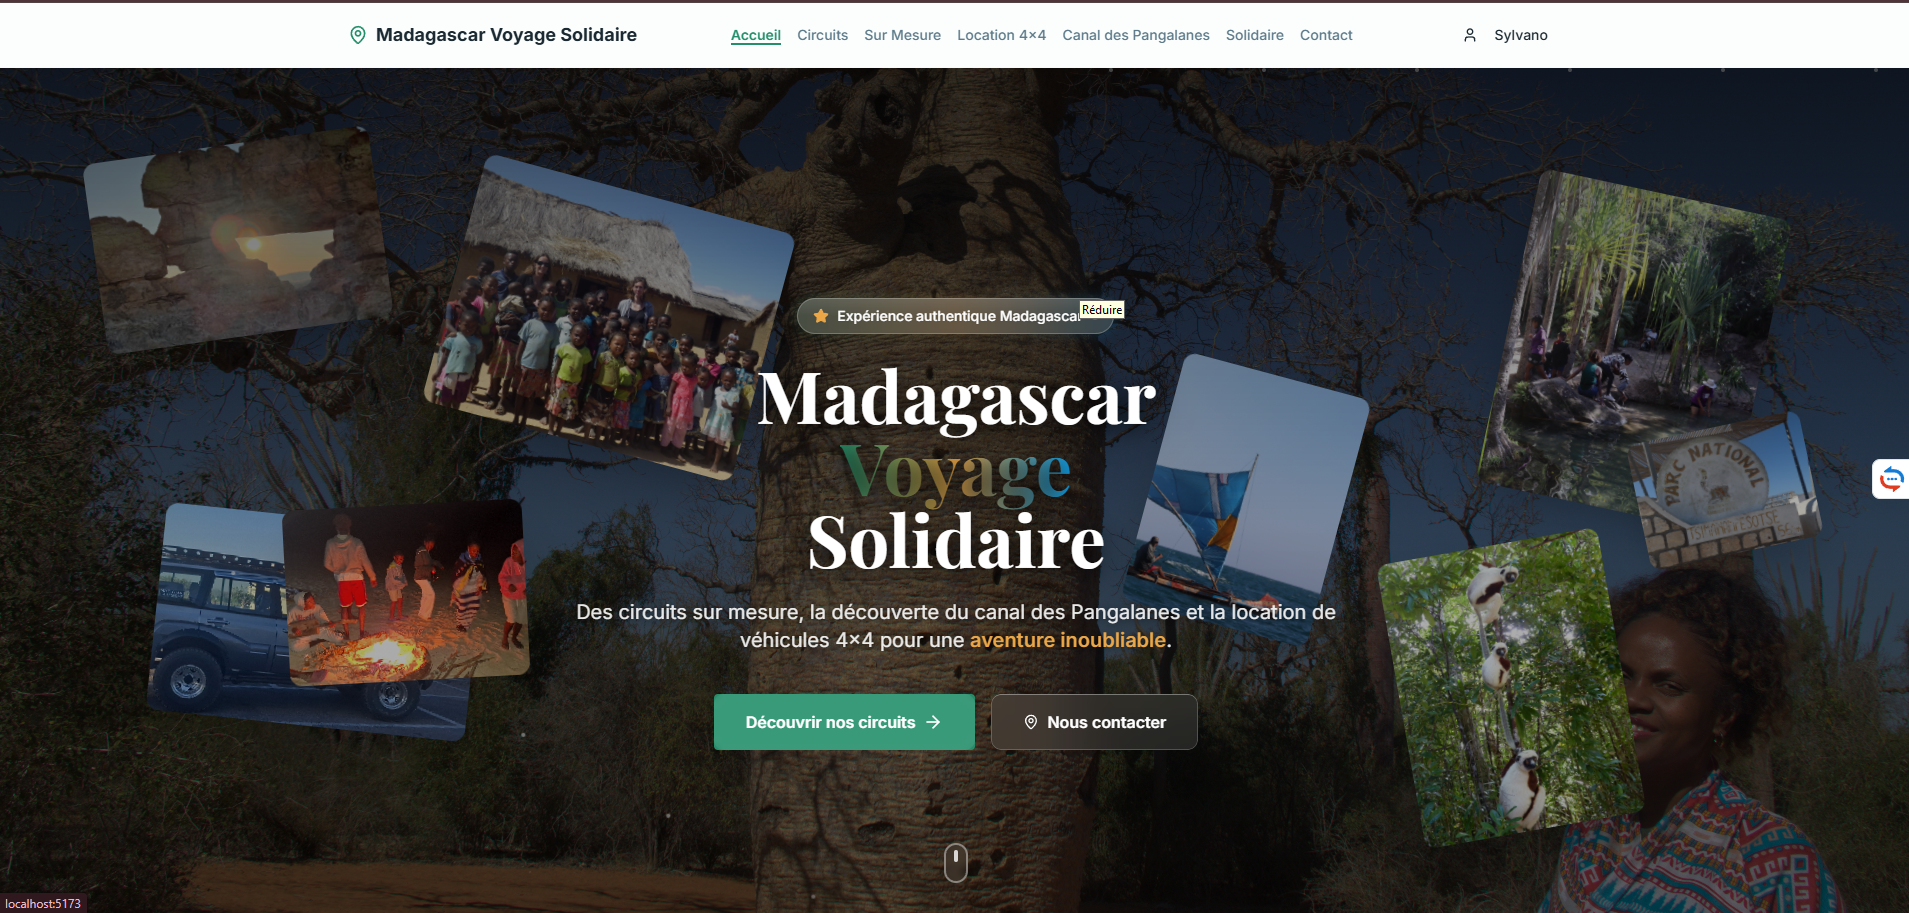 Madagascar Voyage Solidaire
Accueil Circuits Sur Mesure Location 4×4 Canal des Pangalanes Solidaire Contact
Sylvano
Expérience authentique Madagascar
Réduire
Madagascar
Voyage
Solidaire
PARC NATIONAL
Des circuits sur mesure, la découverte du canal des Pangalanes et la location de
véhicules 4×4 pour une aventure inoubliable.
Découvrir nos circuits
Nous contacter
localhost:5173